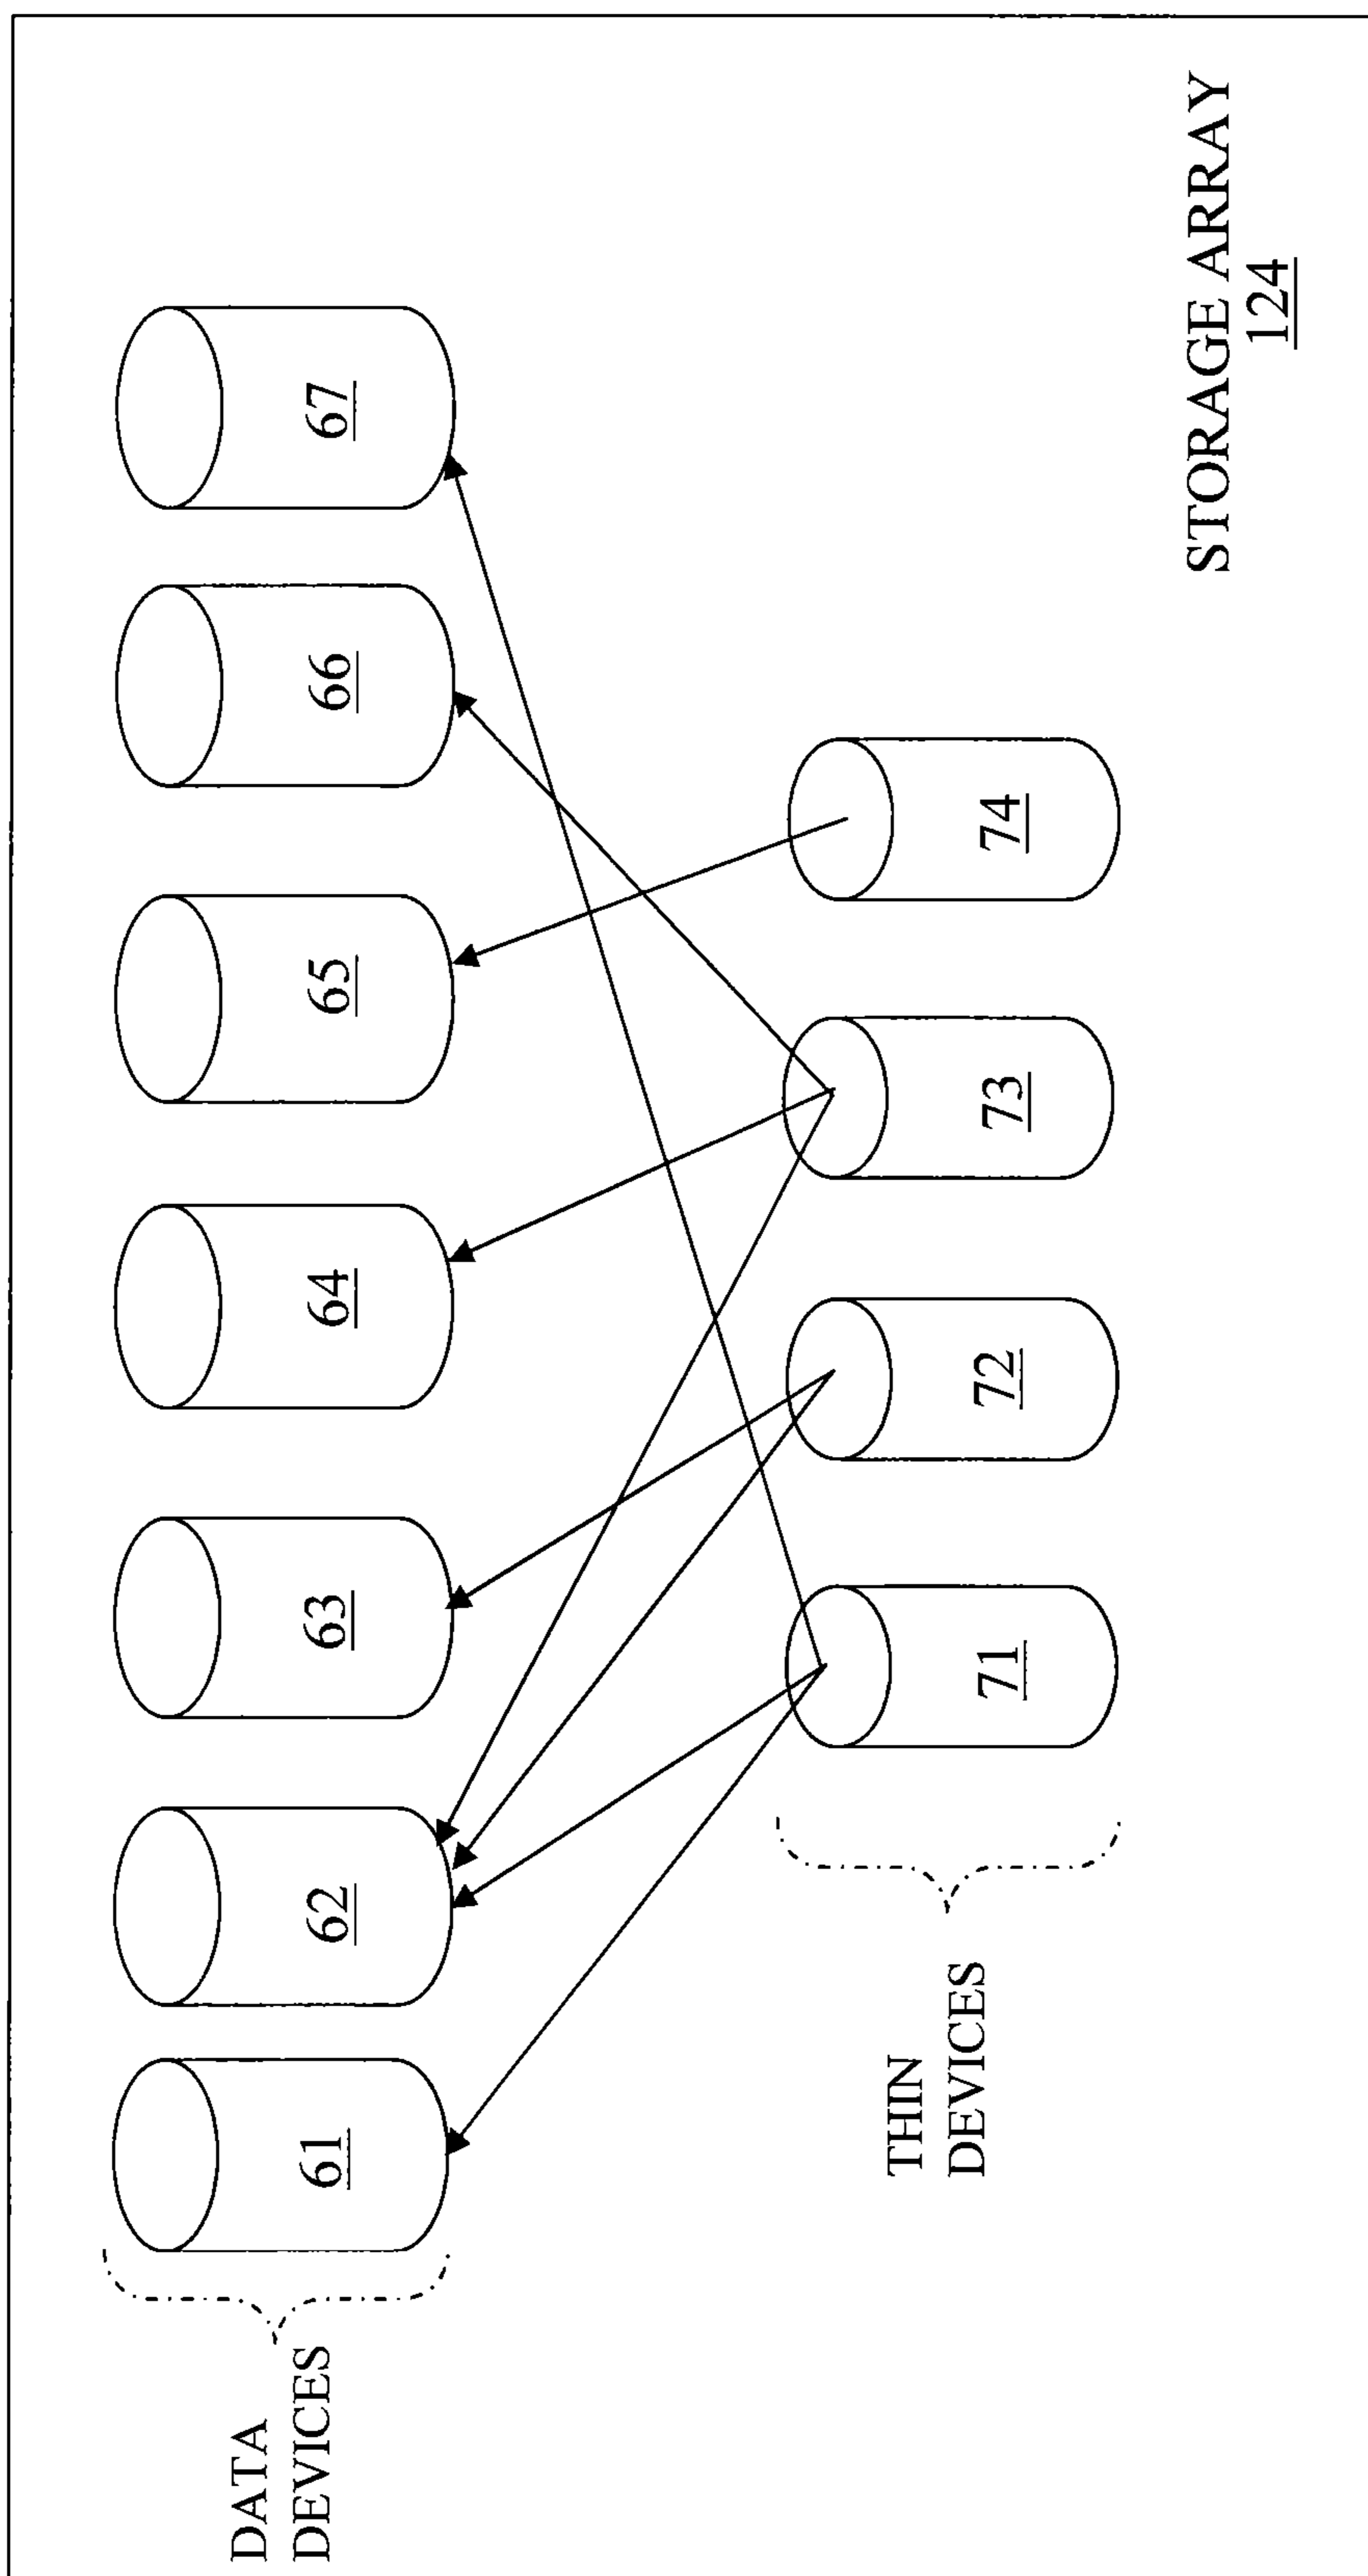 DATA
DEVICES
61
62
63
64
65
66
67
THIN
DEVICES
71
72
73
74
STORAGE ARRAY
124